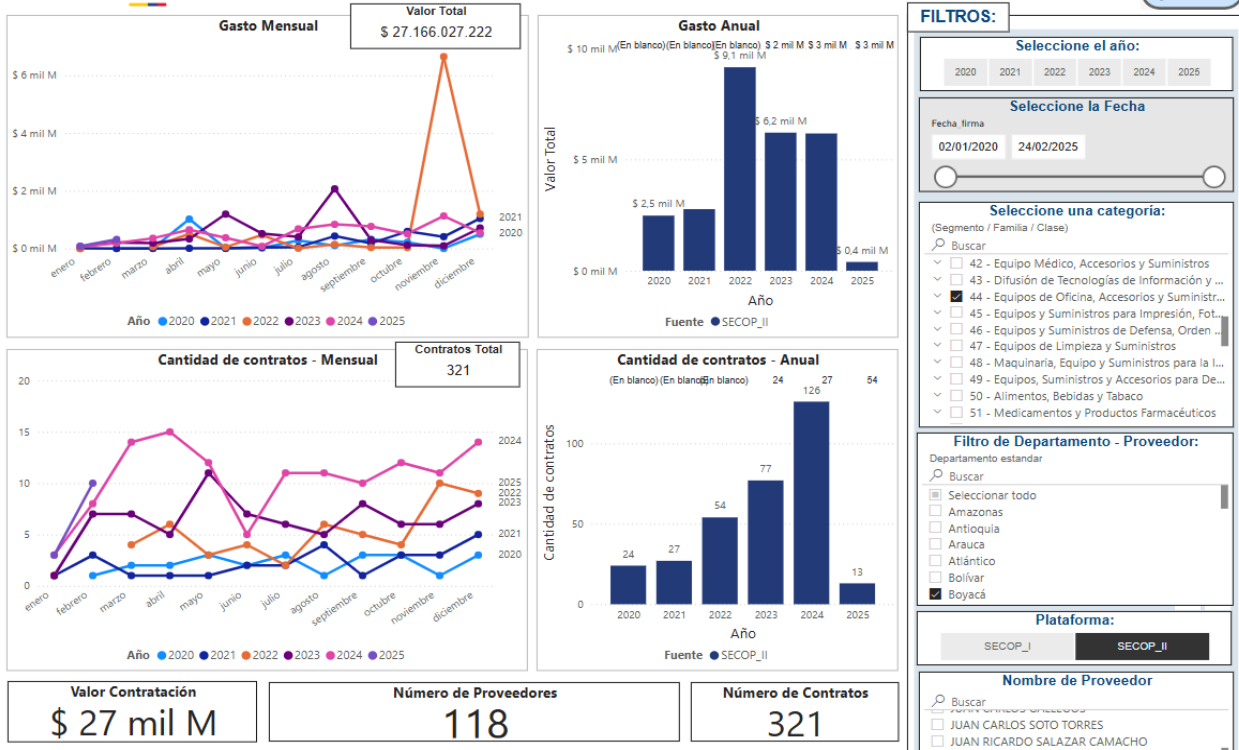 Gasto Mensual
Valor Total
$ 27.166.027.222
$ 6 mil M
$ 4 mil M
$ 2 mil M
$ 0 mil M
2021
2020
enero
febrero
marzo
abril
mayo
junio
julio
agosto
septiembre
octubre
noviembre
diciembre
Año 2020 2021 2022 2023 2024 2025
Gasto Anual
(En blanco) (En blanco) (En blanco) $ 2 mil M $ 3 mil M $ 3 mil M
$ 10 mil M
$ 5 mil M
$ 0 mil M
Valor Total
$ 2,5 mil M
$ 9,1 mil M
$ 6,2 mil M
$ 0,4 mil M
2020 2021 2022 2023 2024 2025
Año
Fuente SECOP_II
Cantidad de contratos - Mensual
Contratos Total
321
20
15
10
5
0
2024
2025
2022
2023
2021
2020
enero
febrero
marzo
abril
mayo
junio
julio
agosto
septiembre
octubre
noviembre
diciembre
Año 2020 2021 2022 2023 2024 2025
Cantidad de contratos - Anual
(En blanco) (En blanco) (En blanco) 24 27 54
100
50
0
Cantidad de contratos
24
27
54
77
126
13
2020 2021 2022 2023 2024 2025
Año
Fuente SECOP_II
Valor Contratación
$ 27 mil M
Número de Proveedores
118
Número de Contratos
321
FILTROS:
Seleccione el año:
2020 2021 2022 2023 2024 2025
Seleccione la Fecha
Fecha_firma
02/01/2020 24/02/2025
Seleccione una categoría:
(Segmento / Familia / Clase)
Buscar
42 - Equipo Médico, Accesorios y Suministros
43 - Difusión de Tecnologías de Información y ...
44 - Equipos de Oficina, Accesorios y Suministr...
45 - Equipos y Suministros para Impresión, Fot...
46 - Equipos y Suministros de Defensa, Orden ...
47 - Equipos de Limpieza y Suministros
48 - Maquinaria, Equipo y Suministros para la I...
49 - Equipos, Suministros y Accesorios para De...
50 - Alimentos, Bebidas y Tabaco
51 - Medicamentos y Productos Farmacéuticos
Filtro de Departamento - Proveedor:
Departamento estandar
Buscar
Seleccionar todo
Amazonas
Antioquia
Arauca
Atlántico
Bolívar
Boyacá
Plataforma:
SECOP_I SECOP_II
Nombre de Proveedor
Buscar
JUAN CARLOS GALLEGOS
JUAN CARLOS SOTO TORRES
JUAN RICARDO SALAZAR CAMACHO